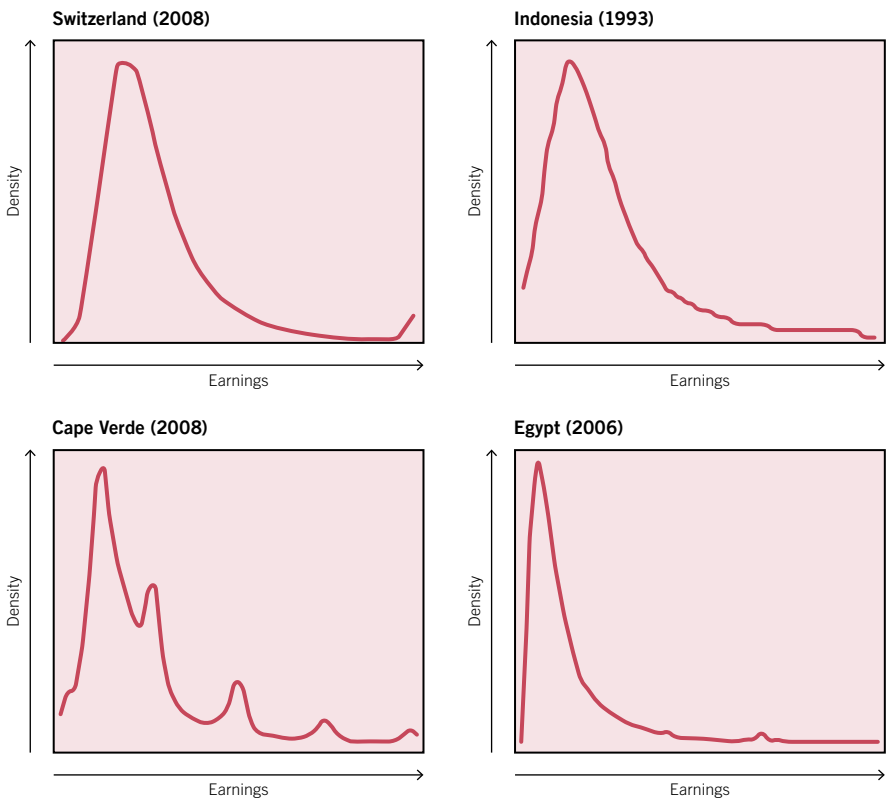 Switzerland (2008)
Indonesia (1993)
Density
Earnings
Density
Earnings
Cape Verde (2008)
Egypt (2006)
Density
Earnings
Density
Earnings